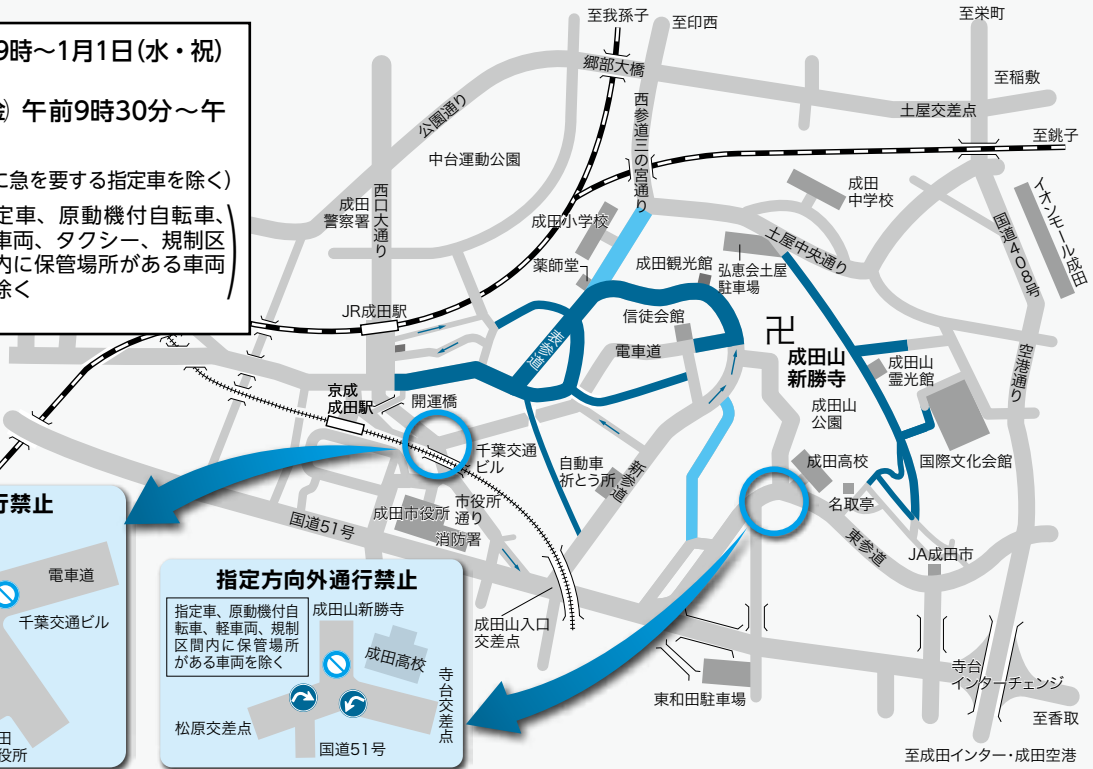 9時～1月1日(水・祝)
金) 午前9時30分～午
に急を要する指定車を除く)
定車、原動機付自転車、
車両、タクシー、規制区
内に保管場所がある車両
除く
至我孫子
至印西
至栄町
郷部大橋
至稲敷
公園通り
西参道三の宮通り
土屋交差点
至銚子
中台運動公園
西口大通り
成田
警察署
成田小学校
成田
中学校
イオンモール成田
国道408号
薬師堂
成田観光館
弘恵会土屋
駐車場
土屋中央通り
JR成田駅
信徒会館
表参道
電車道
卍
成田山
新勝寺
成田山
霊光館
空港通り
京成
成田駅
開運橋
成田山
公園
千葉交通
ビル
自動車
祈とう所
新参道
成田高校
国際文化会館
名取亭
国道51号
成田市役所
市役所
通り
消防署
東参道
JA成田市
行禁止
電車道
千葉交通ビル
田
役所
指定方向外通行禁止
指定車、原動機付自
転車、軽車両、規制
区間内に保管場所
がある車両を除く
成田山新勝寺
成田高校
寺台交差点
松原交差点
国道51号
成田山入口
交差点
東和田駐車場
寺台
インターチェンジ
至香取
至成田インター・成田空港